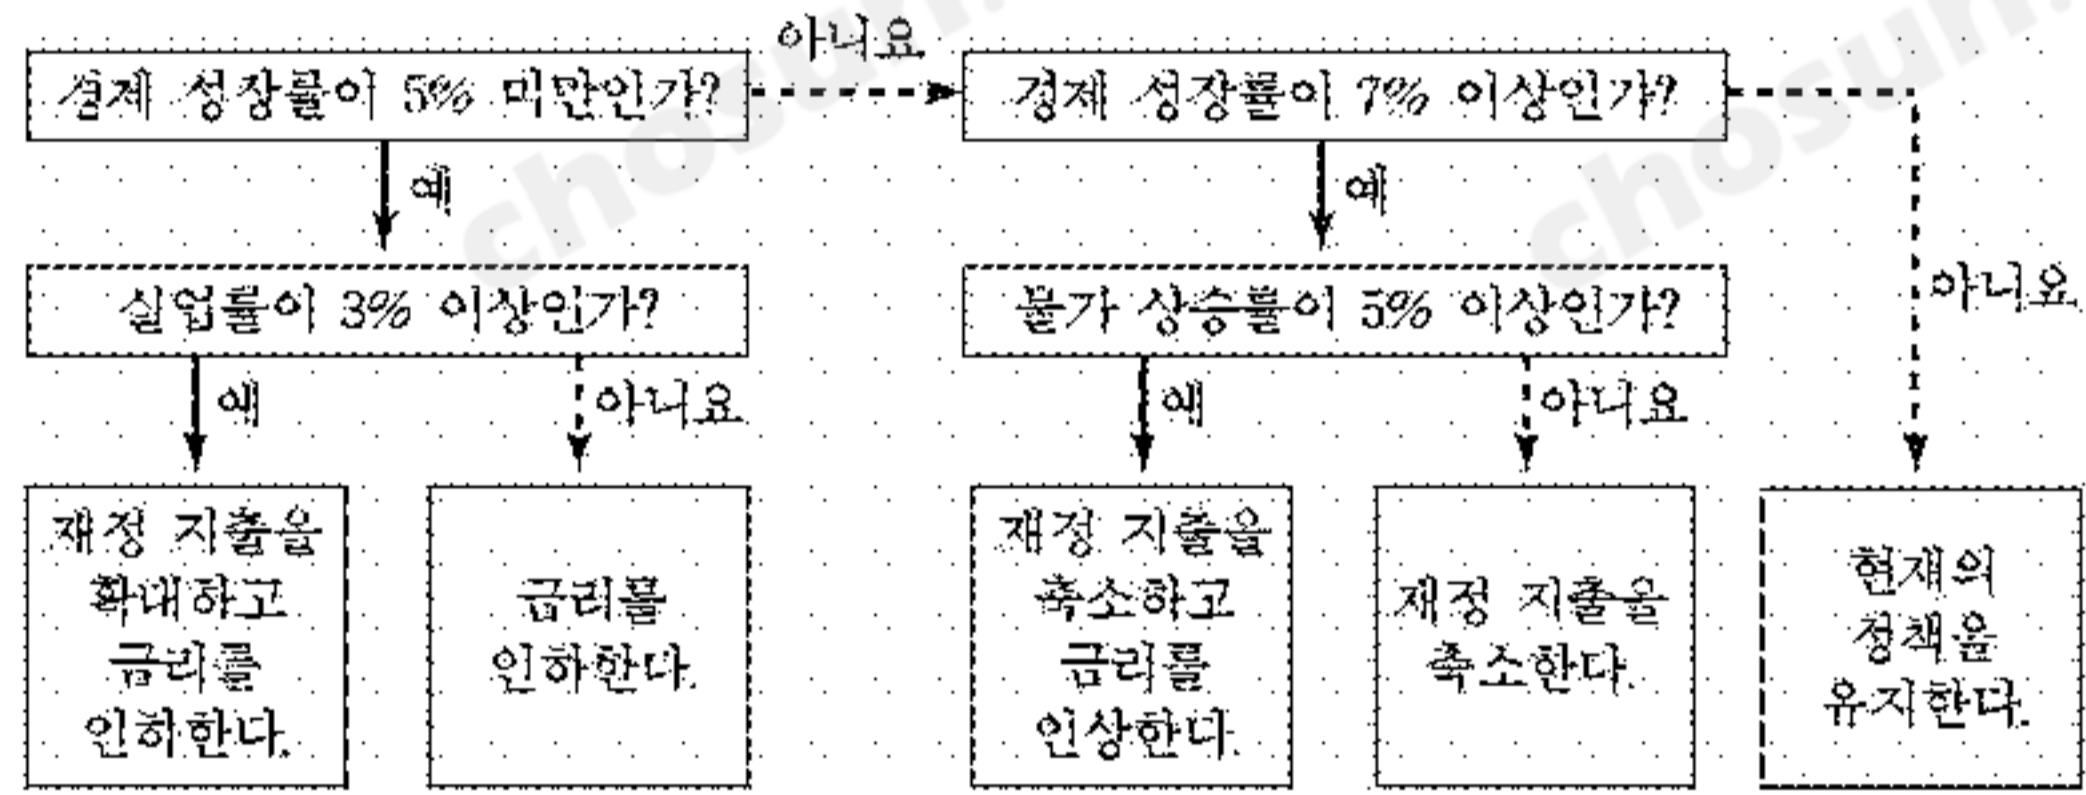 경제 성장률이 5% 미만인가?
아니요
경제 성장률이 7% 이상인가?
예
예
아니요
실업률이 3% 이상인가?
물가 상승률이 5% 이상인가?
예
아니요
예
아니요
재정 지출을
확대하고
금리를
인하한다.
금리를
인하한다.
재정 지출을
축소하고
금리를
인상한다.
재정 지출을
축소한다.
현재의
정책을
유지한다.
chosun.
chosun.